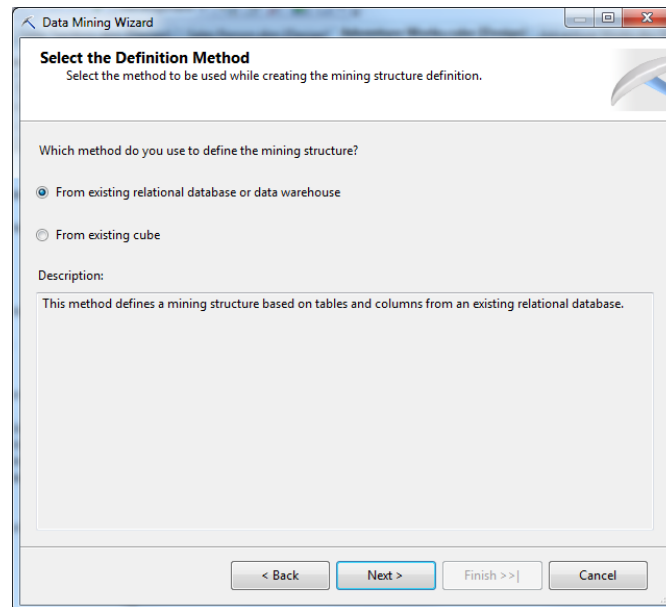 Data Mining Wizard
Select the Definition Method
Select the method to be used while creating the mining structure definition.
Which method do you use to define the mining structure?
From existing relational database or data warehouse
From existing cube
Description:
This method defines a mining structure based on tables and columns from an existing relational database.
< Back
Next >
Finish >>|
Cancel